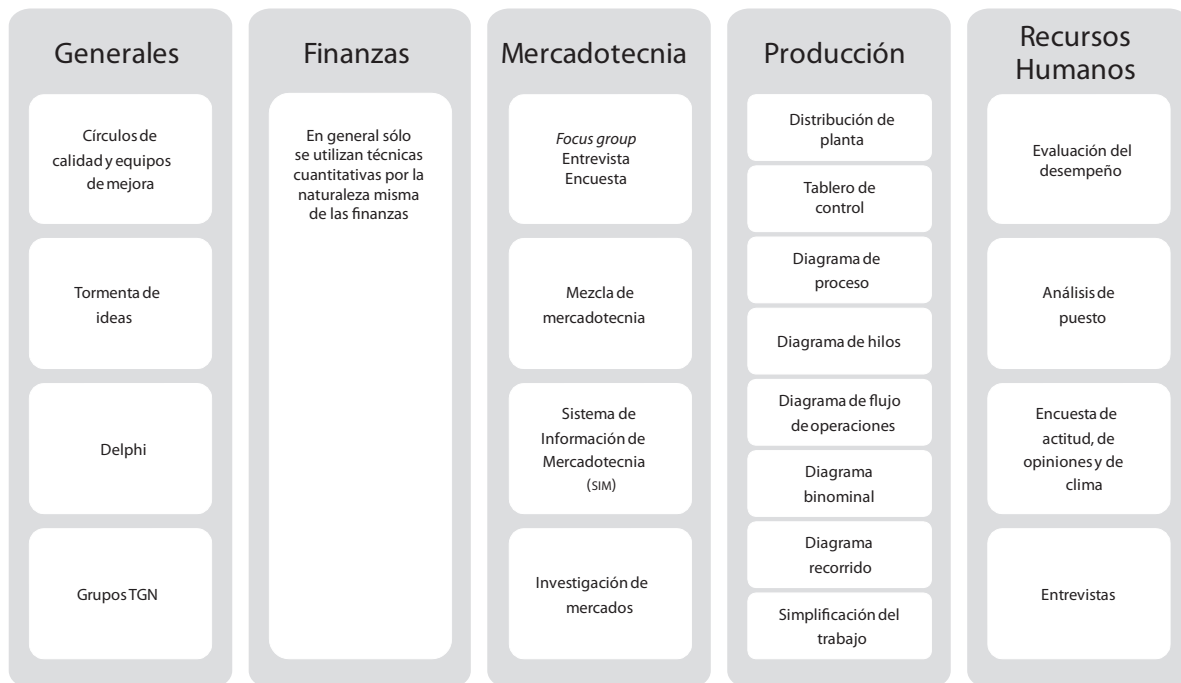 Generales
Círculos de
calidad y equipos
de mejora
Tormenta de
ideas
Delphi
Grupos TGN
Finanzas
En general sólo
se utilizan técnicas
cuantitativas por la
naturaleza misma
de las finanzas
Mercadotecnia
Focus group
Entrevista
Encuesta
Mezcla de
mercadotecnia
Sistema de
Información de
Mercadotecnia
(SIM)
Investigación de
mercados
Producción
Distribución de
planta
Tablero de
control
Diagrama de
proceso
Diagrama de hilos
Diagrama de flujo
de operaciones
Diagrama
binominal
Diagrama
recorrido
Simplificación del
trabajo
Recursos
Humanos
Evaluación del
desempeño
Análisis de
puesto
Encuesta de
actitud, de
opiniones y de
clima
Entrevistas